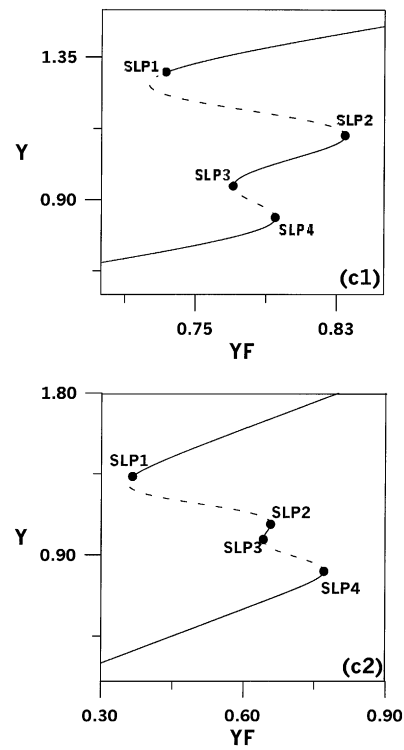 1.35
SLP1
SLP2
Y
SLP3
0.90
SLP4
(c1)
0.75
0.83
YF
1.80
SLP1
SLP2
Y
0.90
SLP3
SLP4
(c2)
0.30
0.60
0.90
YF